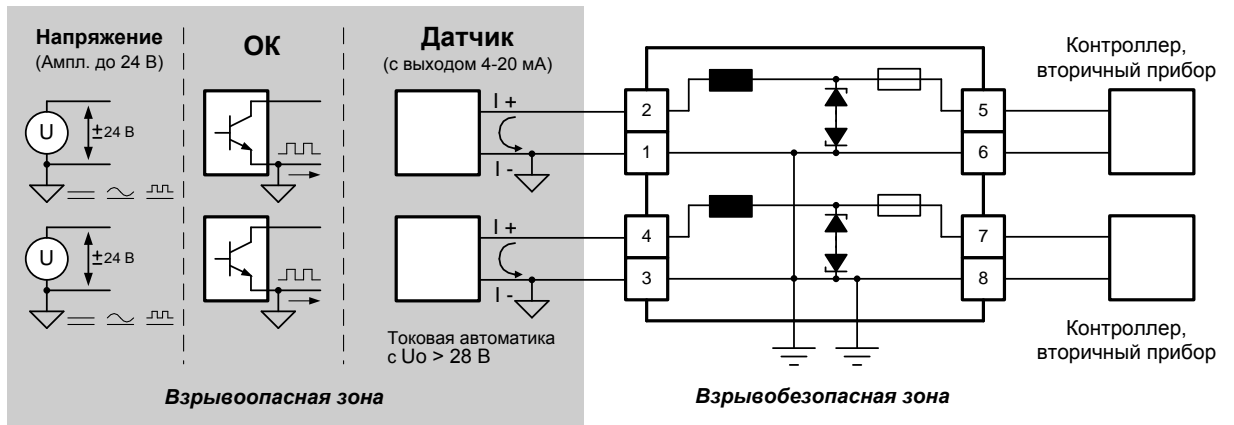 Напряжение
(Ампл. до 24 В)
ОК
Датчик
(с выходом 4-20 мА)
Контроллер,
вторичный прибор
U
±24 В
I +
I -
2
1
5
6
U
±24 В
I +
I -
4
3
7
8
Токовая автоматика
с Uo > 28 В
Контроллер,
вторичный прибор
Взрывоопасная зона
Взрывобезопасная зона